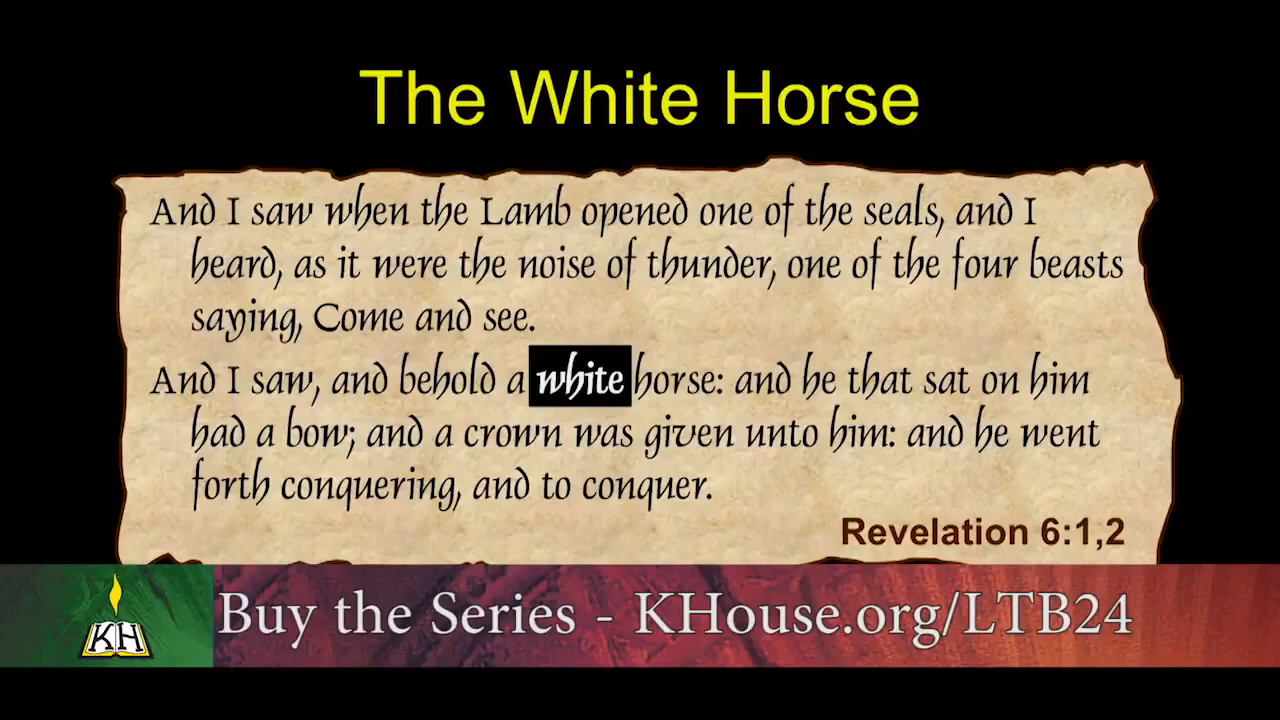 The White Horse
And I saw when the Lamb opened one of the seals, and I
heard, as it were the noise of thunder, one of the four beasts
saying, Come and see.
And I saw, and behold a white horse: and he that sat on him
had a bow; and a crown was given unto him: and he went
forth conquering, and to conquer.
Revelation 6:1,2
KH
Buy the Series - KHouse.org/LTB24